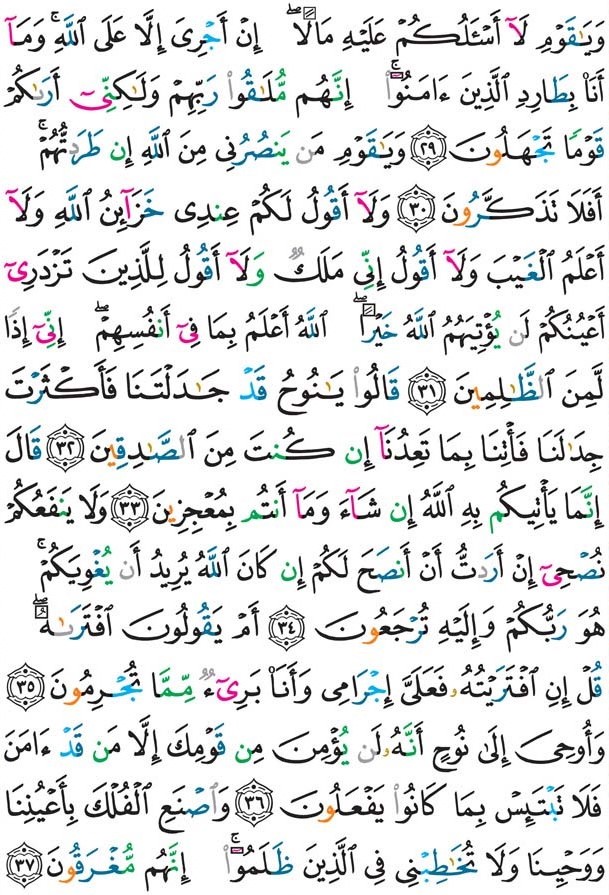 وَيَٰقَوْمِ لَآ أَسْـَٔلُكُمْ عَلَيْهِ مَالًا ۖ إِنْ أَجْرِىَ إِلَّا عَلَى ٱللَّهِ ۚ وَمَآ
أَنَا۠ بِطَارِدِ ٱلَّذِينَ ءَامَنُوٓا۟ ۚ إِنَّهُم مُّلَٰقُوا۟ رَبِّهِمْ وَلَٰكِنِّىٓ أَرَىٰكُمْ
قَوْمًا تَجْهَلُونَ ٢٩ وَيَٰقَوْمِ مَن يَنصُرُنِى مِنَ ٱللَّهِ إِن طَرَدتُّهُمْ ۚ
أَفَلَا تَذَكَّرُونَ ٣٠ وَلَآ أَقُولُ لَكُمْ عِندِى خَزَآئِنُ ٱللَّهِ وَلَآ
أَعْلَمُ ٱلْغَيْبَ وَلَآ أَقُولُ إِنِّى مَلَكٌ وَلَآ أَقُولُ لِلَّذِينَ تَزْدَرِىٓ
أَعْيُنُكُمْ لَن يُؤْتِيَهُمُ ٱللَّهُ خَيْرًا ۖ ٱللَّهُ أَعْلَمُ بِمَا فِىٓ أَنفُسِهِمْ ۖ إِنِّىٓ إِذًا
لَّمِنَ ٱلظَّٰلِمِينَ ٣١ قَالُوا۟ يَٰنُوحُ قَدْ جَٰدَلْتَنَا فَأَكْثَرْتَ
جِدَٰلَنَا فَأْتِنَا بِمَا تَعِدُنَآ إِن كُنتَ مِنَ ٱلصَّٰدِقِينَ ٣٢ قَالَ
إِنَّمَا يَأْتِيكُم بِهِ ٱللَّهُ إِن شَآءَ وَمَآ أَنتُم بِمُعْجِزِينَ ٣٣ وَلَا يَنفَعُكُمْ
نُصْحِىٓ إِنْ أَرَدتُّ أَنْ أَنصَحَ لَكُمْ إِن كَانَ ٱللَّهُ يُرِيدُ أَن يُغْوِيَكُمْ ۚ
هُوَ رَبُّكُمْ وَإِلَيْهِ تُرْجَعُونَ ٣٤ أَمْ يَقُولُونَ ٱفْتَرَىٰهُ ۖ
قُلْ إِنِ ٱفْتَرَيْتُهُۥ فَعَلَىَّ إِجْرَامِى وَأَنَا۠ بَرِىٓءٌ مِّمَّا تُجْرِمُونَ ٣٥
وَأُوحِىَ إِلَىٰ نُوحٍ أَنَّهُۥ لَن يُؤْمِنَ مِن قَوْمِكَ إِلَّا مَن قَدْ ءَامَنَ
فَلَا تَبْتَئِسْ بِمَا كَانُوا۟ يَفْعَلُونَ ٣٦ وَٱصْنَعِ ٱلْفُلْكَ بِأَعْيُنِنَا
وَوَحْيِنَا وَلَا تُخَٰطِبْنِى فِى ٱلَّذِينَ ظَلَمُوٓا۟ ۚ إِنَّهُم مُّغْرَقُونَ ٣٧